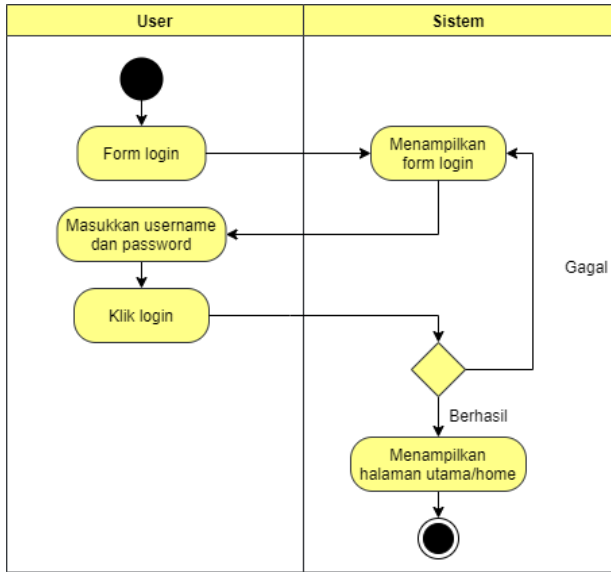 User
Sistem
Form login
Menampilkan
form login
Masukkan username
dan password
Gagal
Klik login
Berhasil
Menampilkan
halaman utama/home